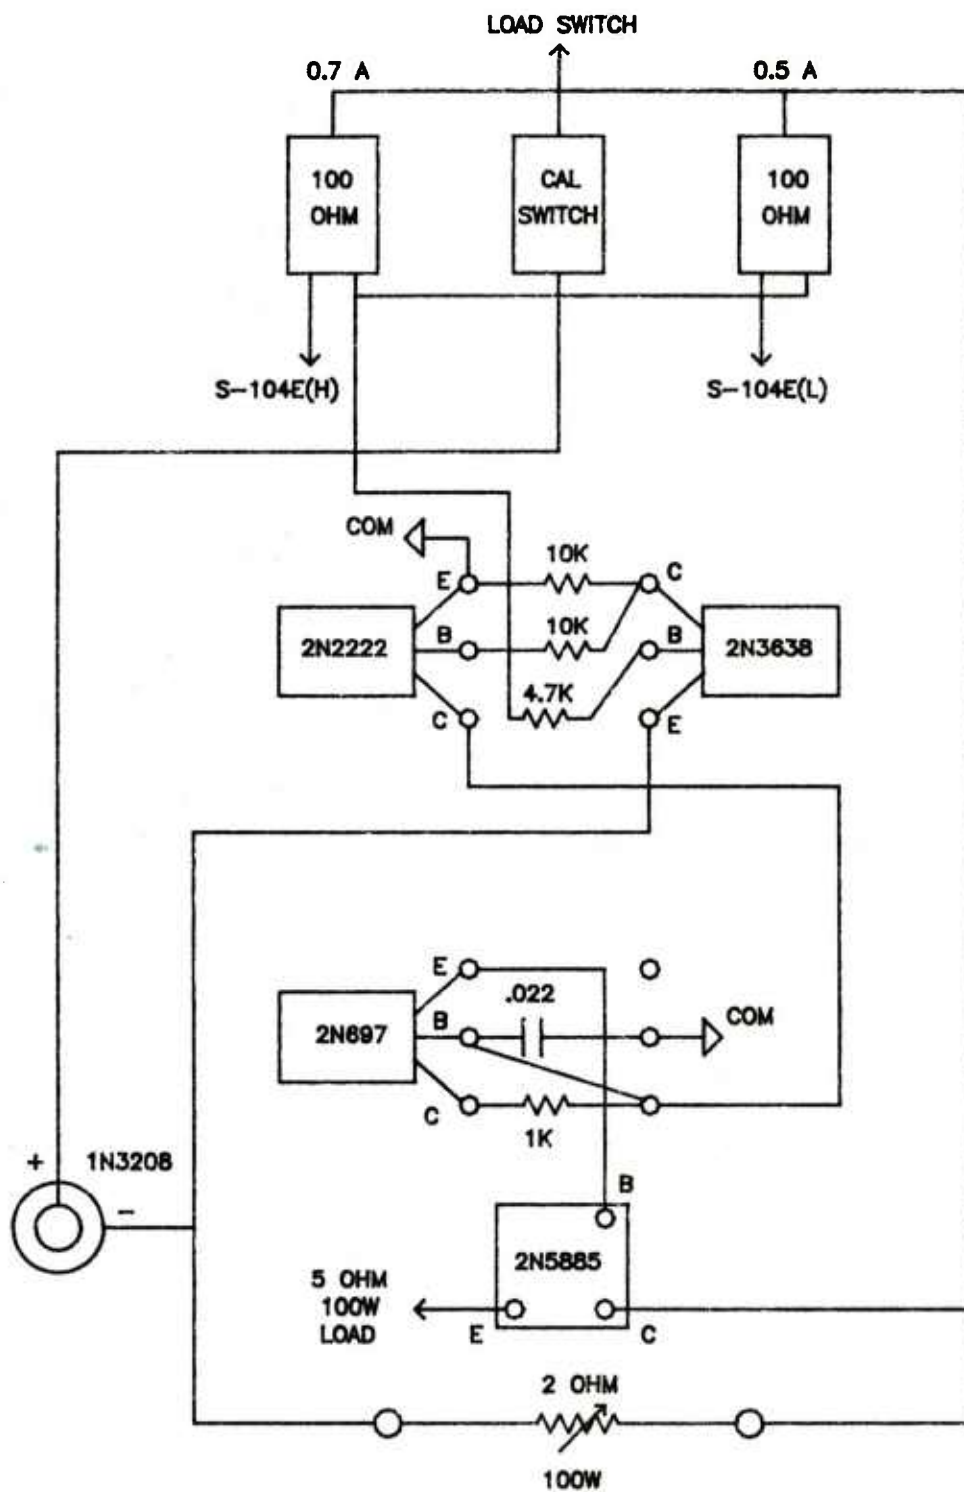 LOAD SWITCH
0.7 A
0.5 A
100
OHM
CAL
SWITCH
100
OHM
S-104E(H)
S-104E(L)
COM
10K
E
C
10K
B
B
2N2222
2N3638
4.7K
C
E
E
.022
COM
B
2N697
C
1K
+
1N3208
-
B
2N5885
5 OHM
100W
LOAD
E
C
2 OHM
100W